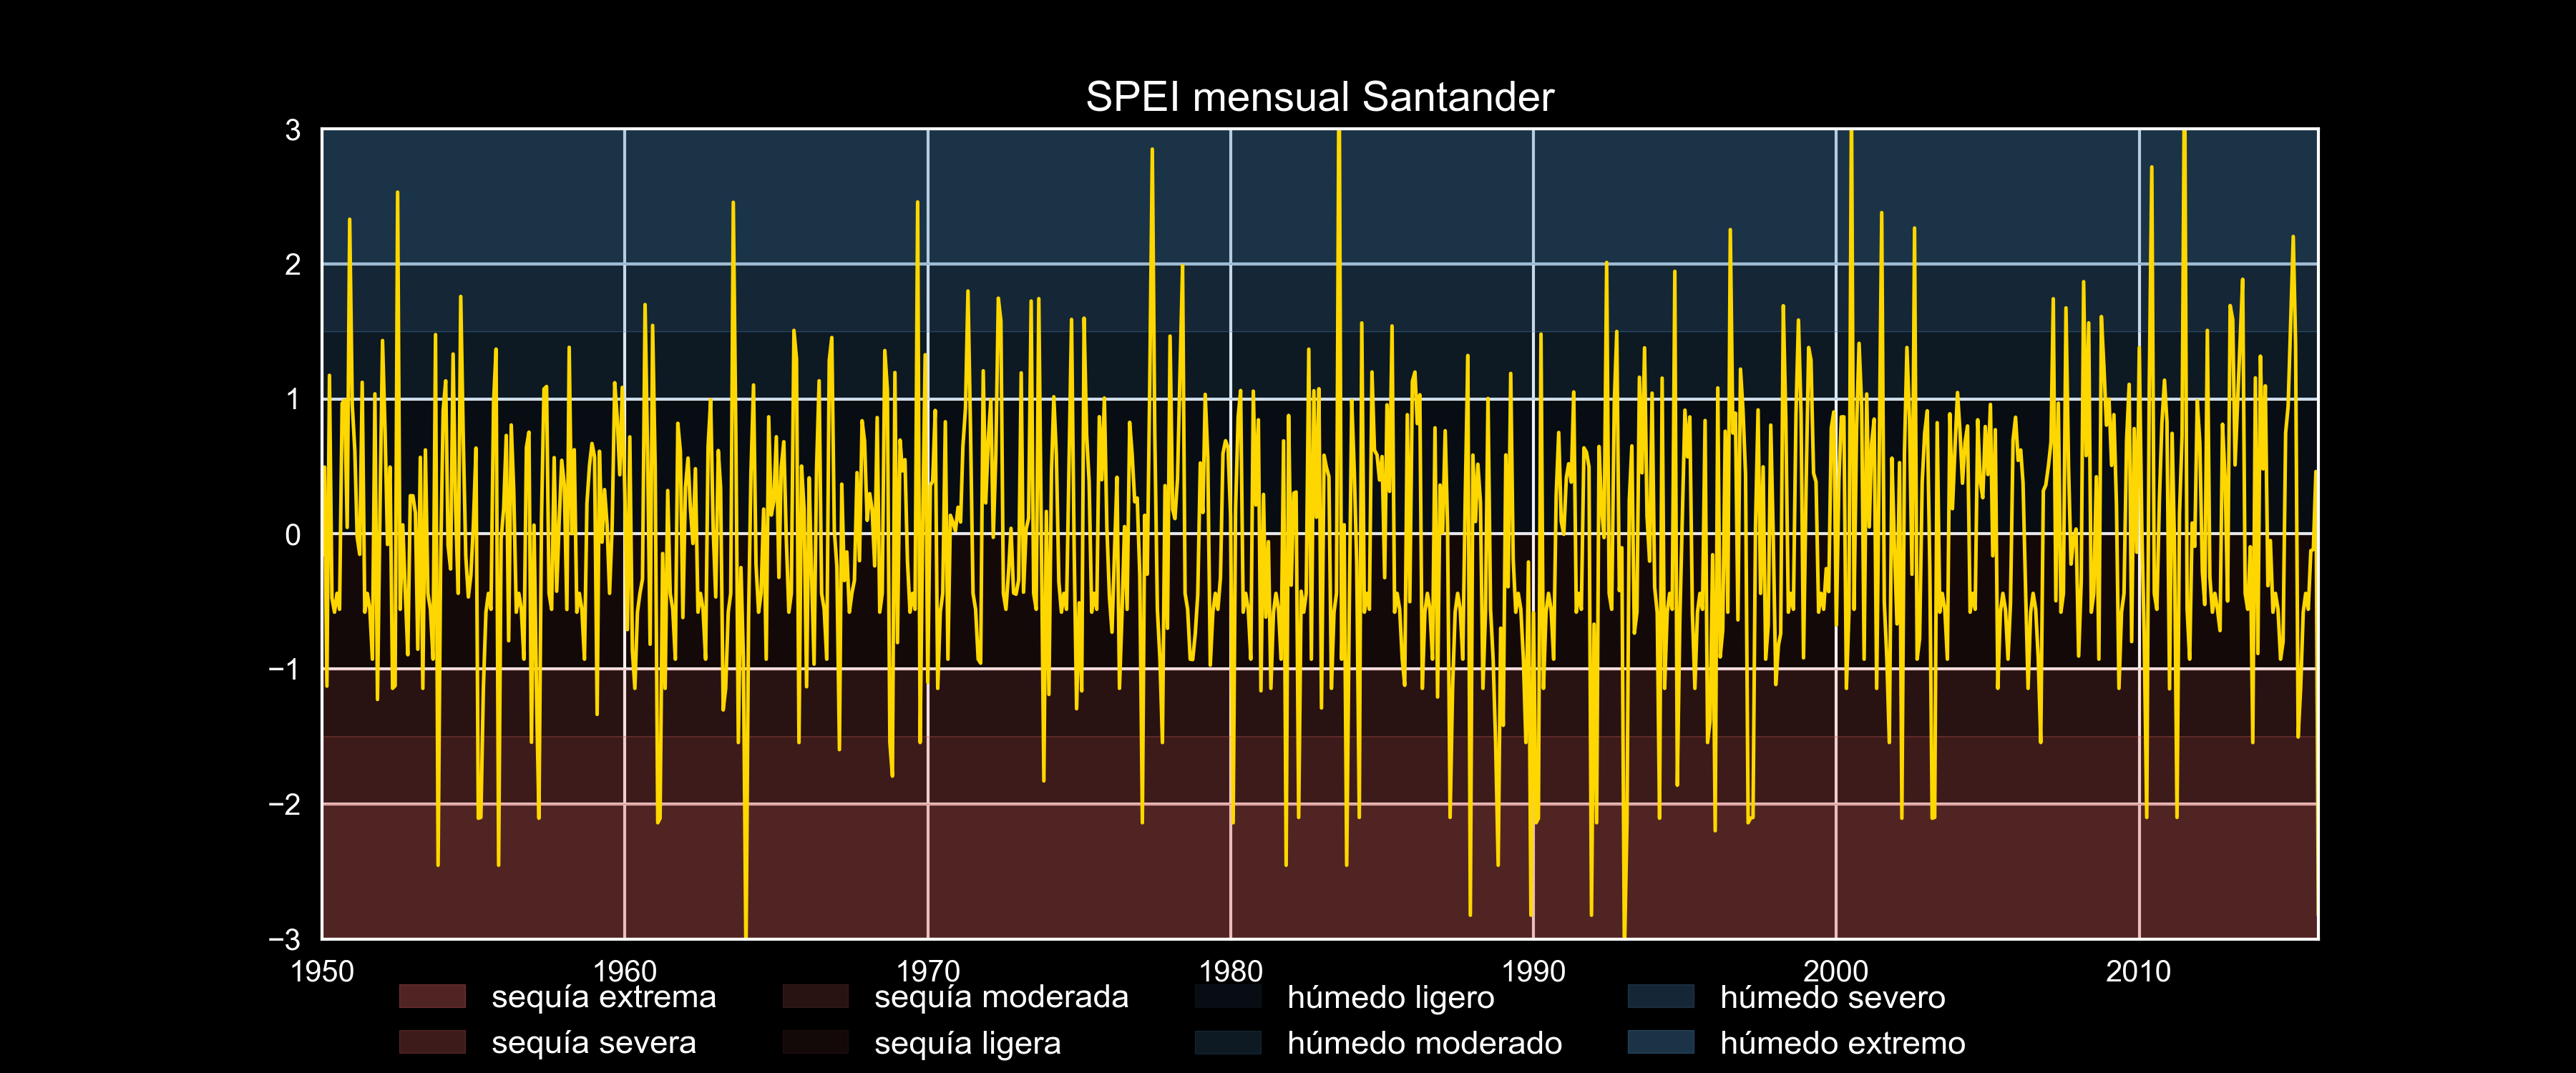 SPEI mensual Santander
3
2
1
0
−1
−2
−3
1950 1960 1970 1980 1990 2000 2010
sequía extrema sequía moderada húmedo ligero húmedo severo
sequía severa sequía ligera húmedo moderado húmedo extremo